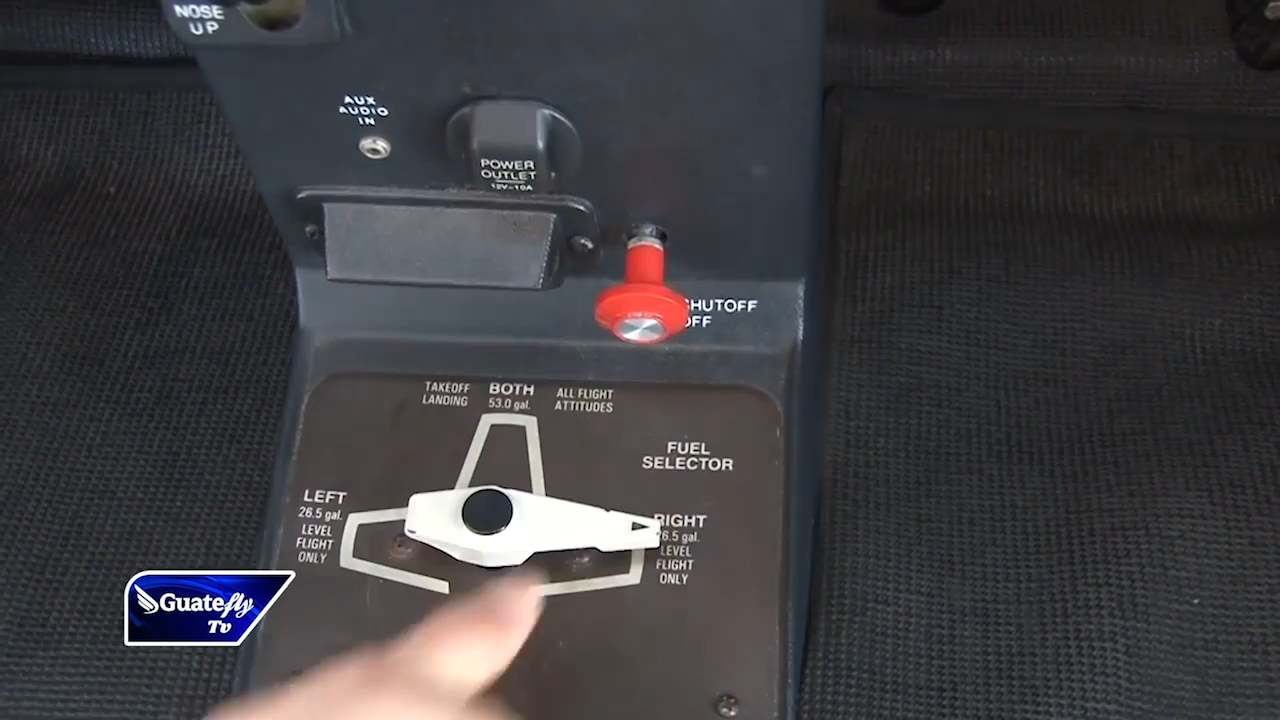 NOSE
UP
AUX
AUDIO
IN
POWER
OUTLET
12V-10A
SHUTOFF
OFF
TAKEOFF
LANDING
BOTH
53.0 gal.
ALL FLIGHT
ATTITUDES
FUEL
SELECTOR
LEFT
26.5 gal.
LEVEL
FLIGHT
ONLY
RIGHT
26.5 gal.
LEVEL
FLIGHT
ONLY
Guatefly
Tv